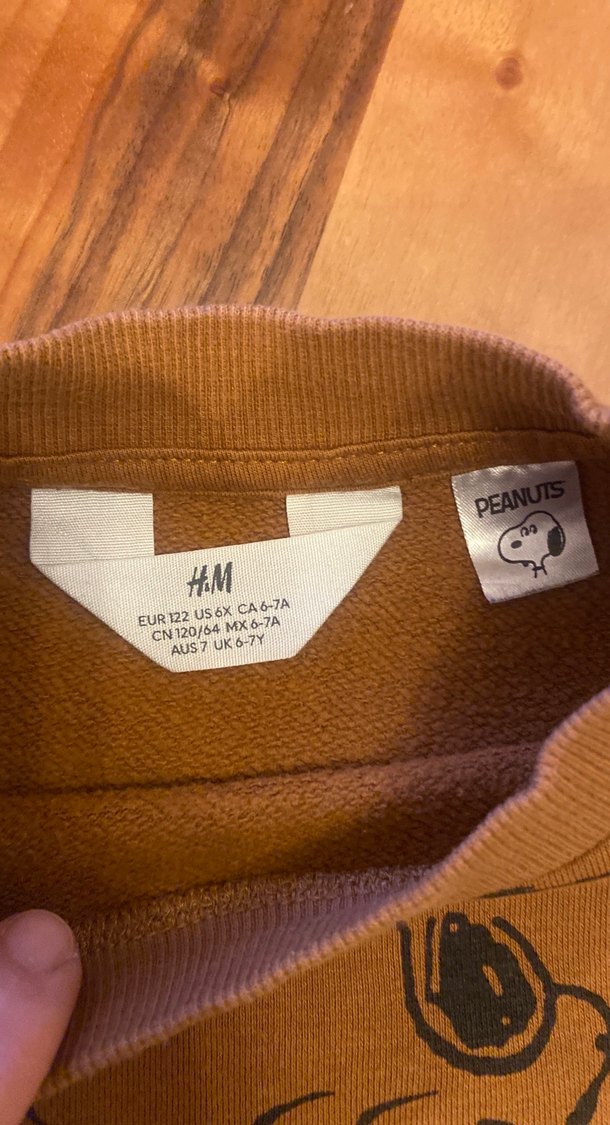 H&M
EUR 122 US 6X CA 6-7A
CN 120/64 MX 6-7A
AUS 7 UK 6-7Y
PEANUTS